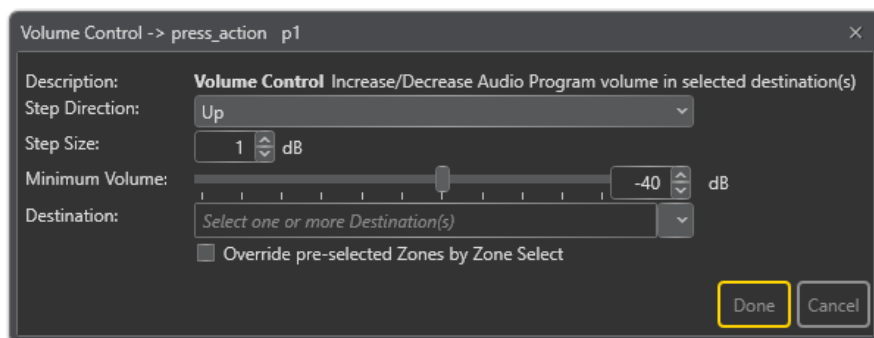 Volume Control -> press_action p1
Description: Volume Control Increase/Decrease Audio Program volume in selected destination(s)
Step Direction: Up
Step Size: 1 dB
Minimum Volume: -40 dB
Destination: Select one or more Destination(s)
Override pre-selected Zones by Zone Select
Done Cancel